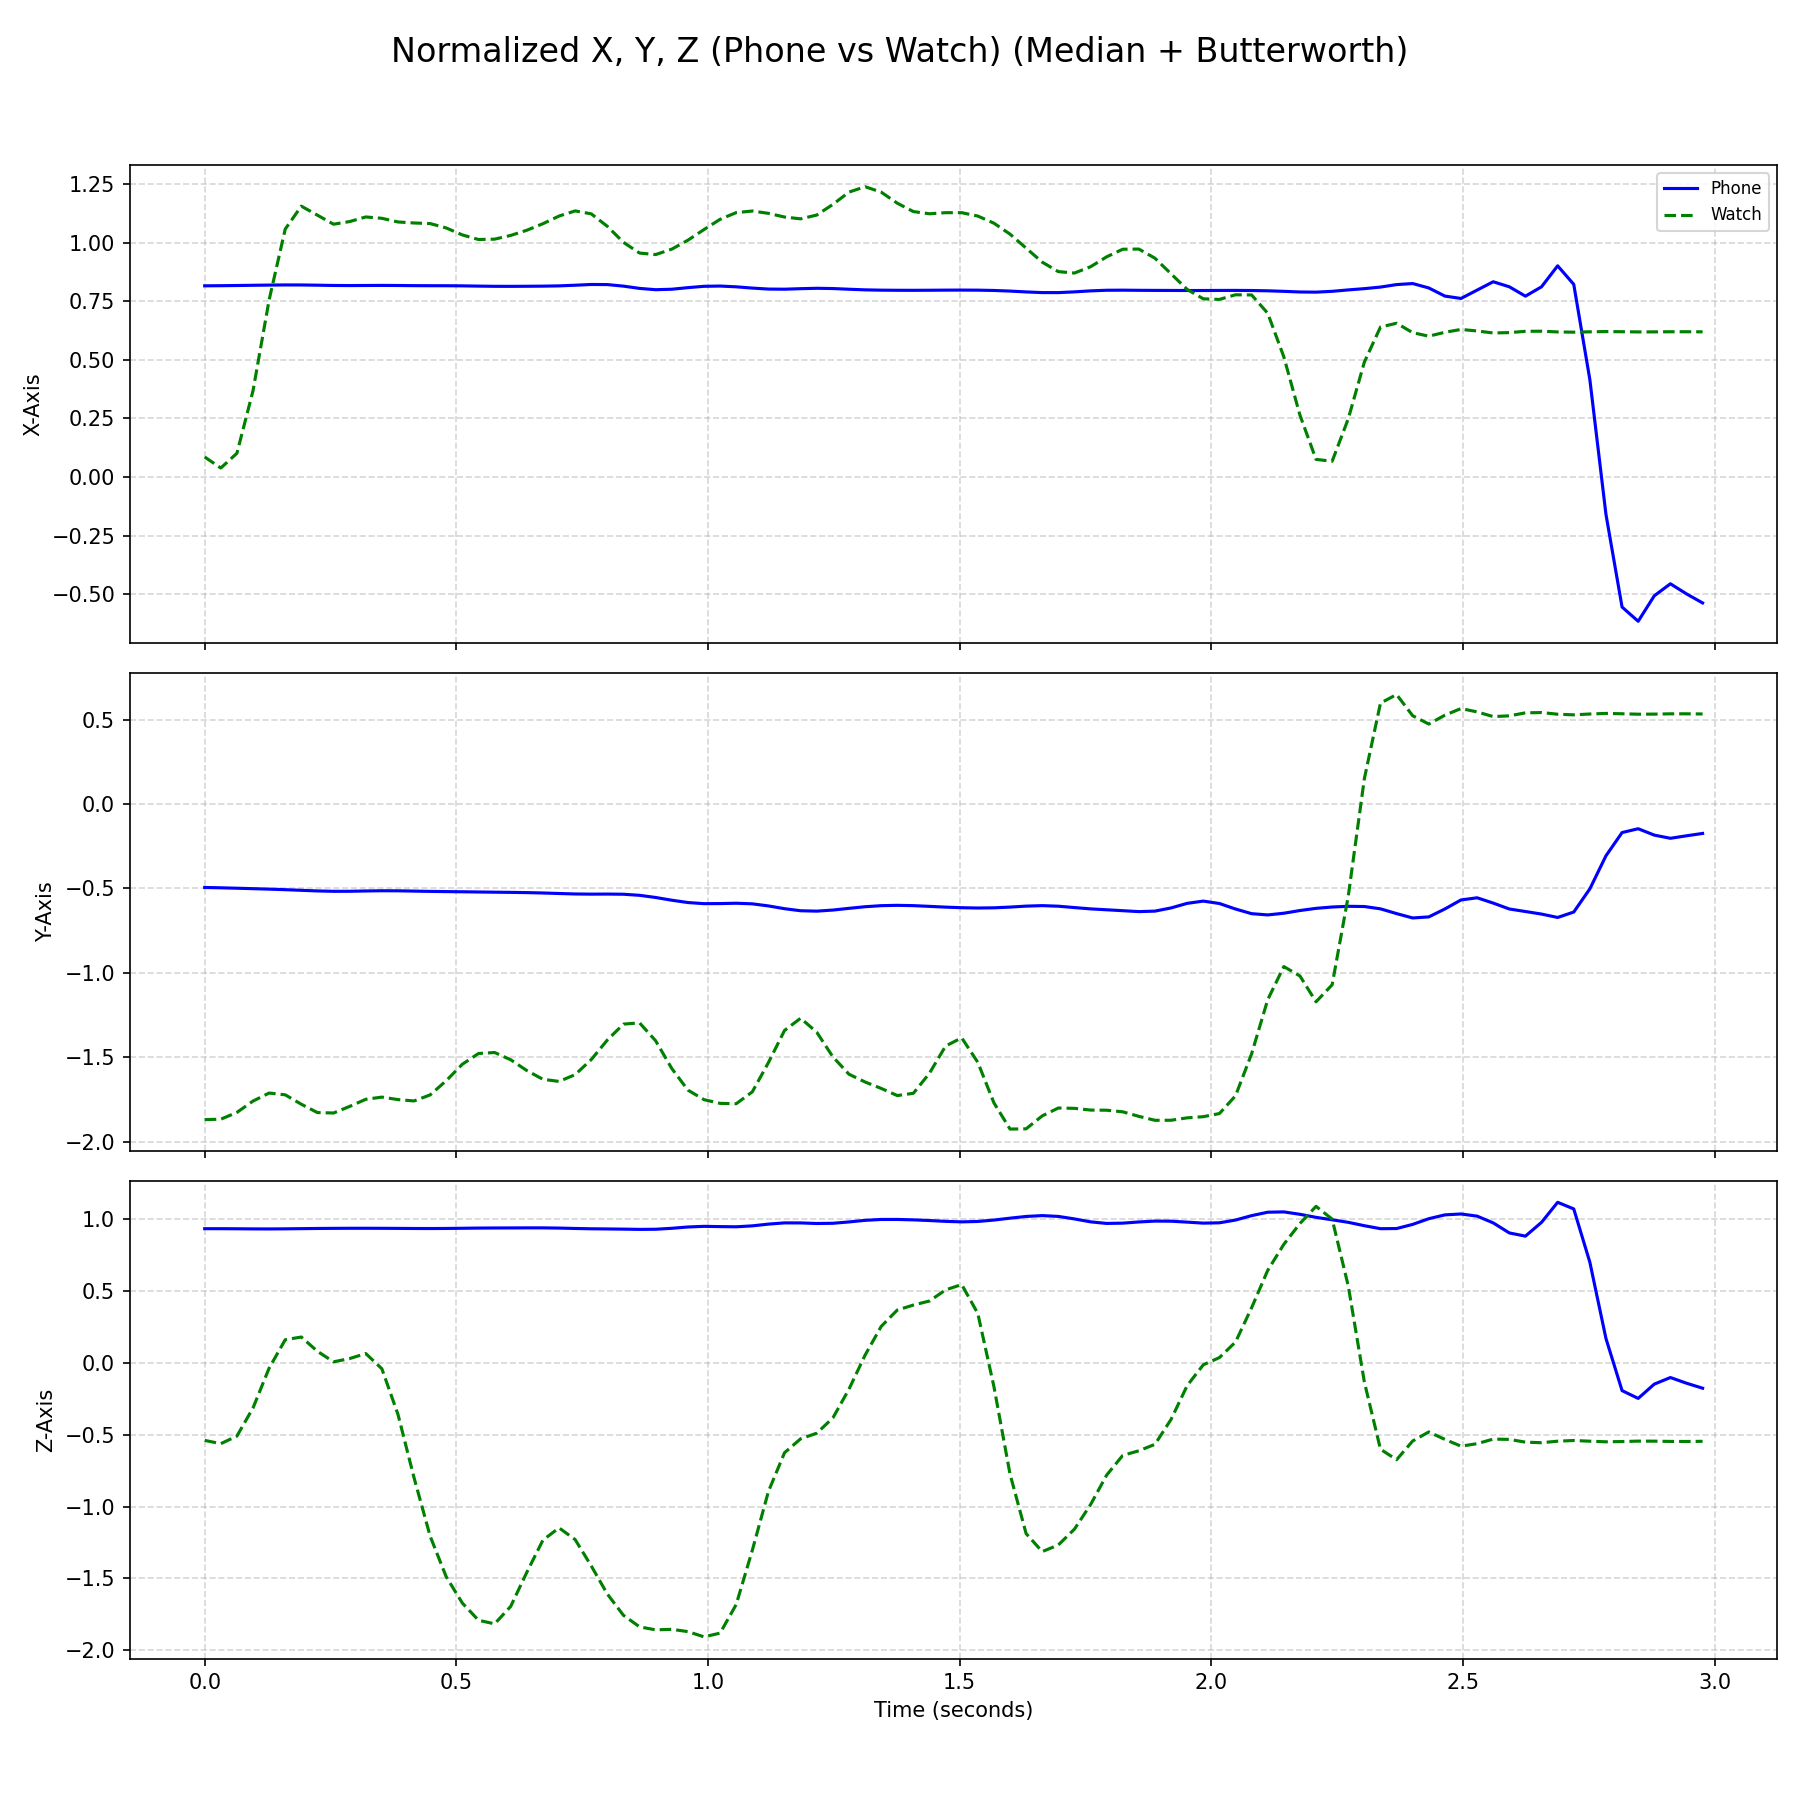 Normalized X, Y, Z (Phone vs Watch) (Median + Butterworth)
Phone
Watch
1.25
1.00
0.75
0.50
0.25
0.00
−0.25
−0.50
X-Axis
0.5
0.0
−0.5
−1.0
−1.5
−2.0
Y-Axis
1.0
0.5
0.0
−0.5
−1.0
−1.5
−2.0
Z-Axis
0.0 0.5 1.0 1.5 2.0 2.5 3.0
Time (seconds)